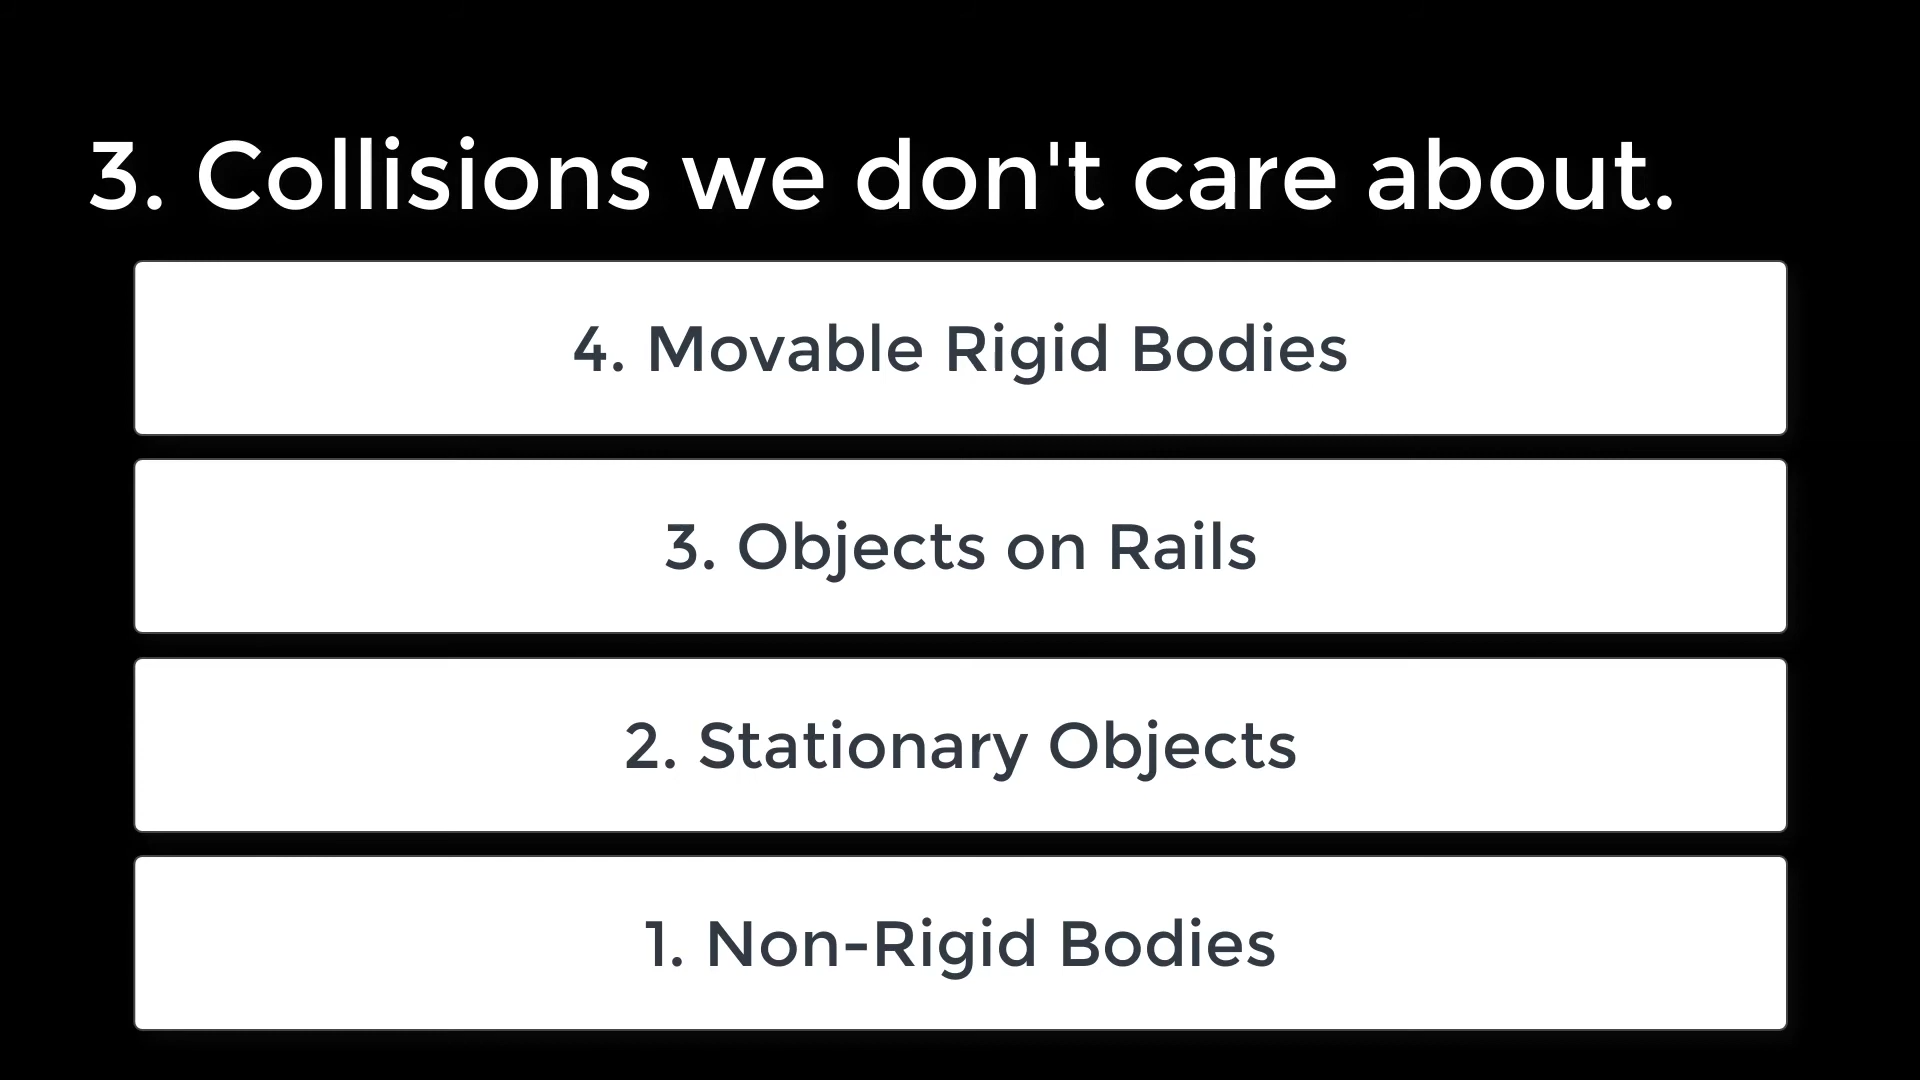 3. Collisions we don't care about.
4. Movable Rigid Bodies
3. Objects on Rails
2. Stationary Objects
1. Non-Rigid Bodies